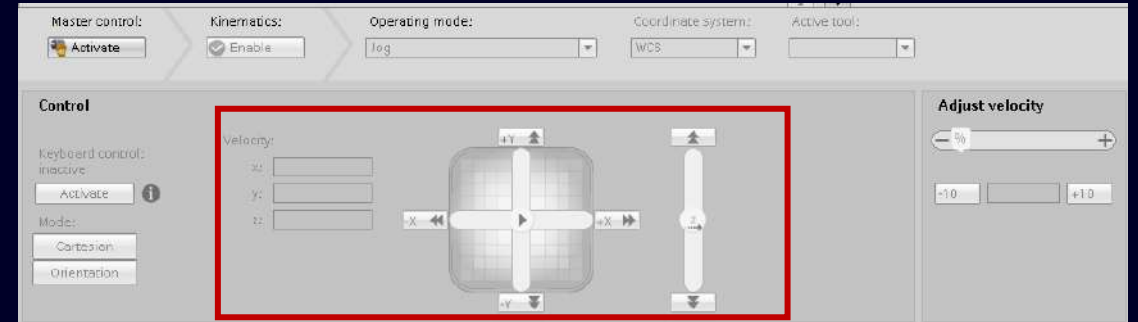 Master control: Kinematics: Operating mode: Coordinate system: Active tool:
Activate Enable Jog WCS
Control
Adjust velocity
Velocity:
x:
y:
z:
Keyboard control:
inactive
Activate
Mode:
Cartesian
Orientation
+Y
-X
+X
-Y
z
%
-10 +10